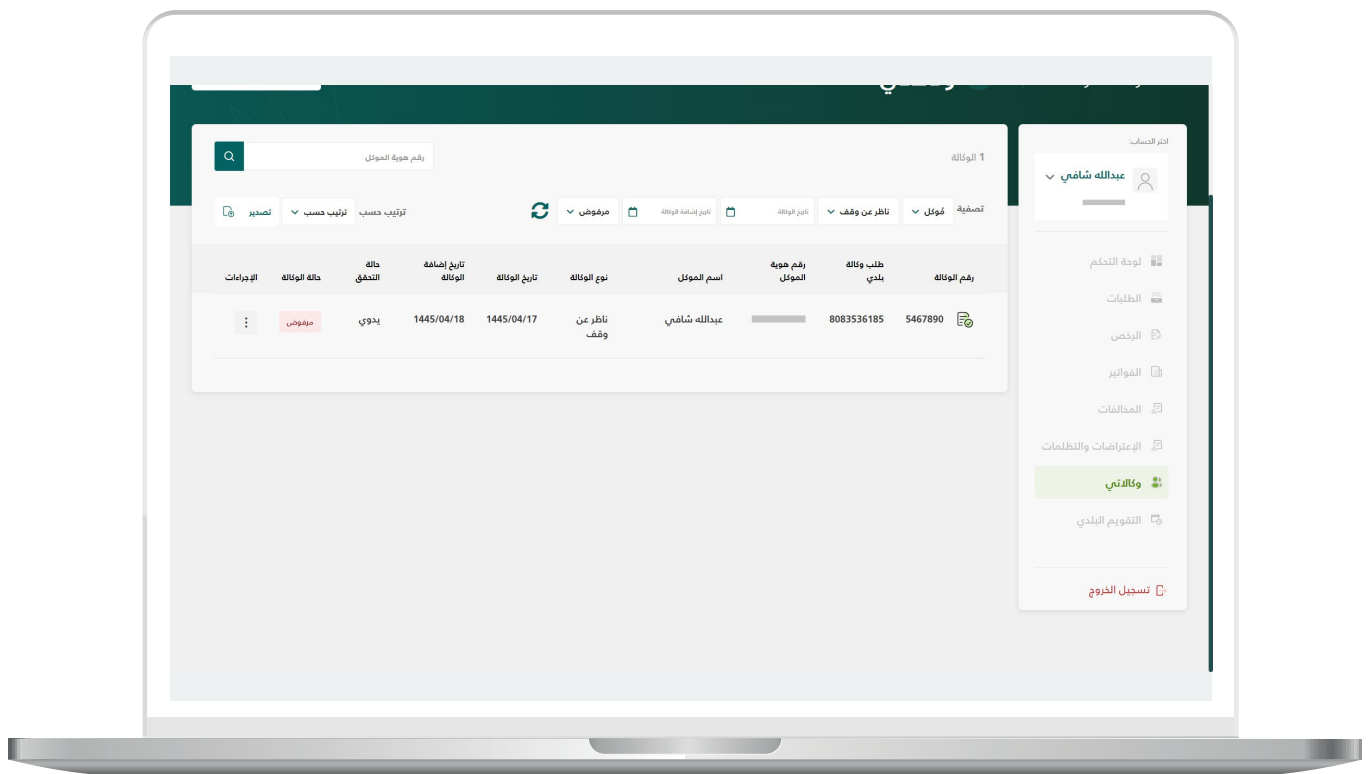 اختر الحساب:
عبدالله شافي
لوحة التحكم
الطلبات
الرخص
الفواتير
المخالفات
الإعتراضات والتظلمات
وكالاتي
التقويم البلدي
تسجيل الخروج
1 الوكالة
رقم هوية الموكل
تصفية مُوكل ناظر عن وقف تاريخ الوكالة تاريخ إضافة الوكالة مرفوض ترتيب حسب ترتيب حسب تصدير
رقم الوكالة طلب وكالة بلدي رقم هوية الموكل اسم الموكل نوع الوكالة تاريخ الوكالة تاريخ إضافة الوكالة حالة التحقق حالة الوكالة الإجراءات
5467890 8083536185 عبدالله شافي ناظر عن وقف 1445/04/17 1445/04/18 يدوي مرفوض